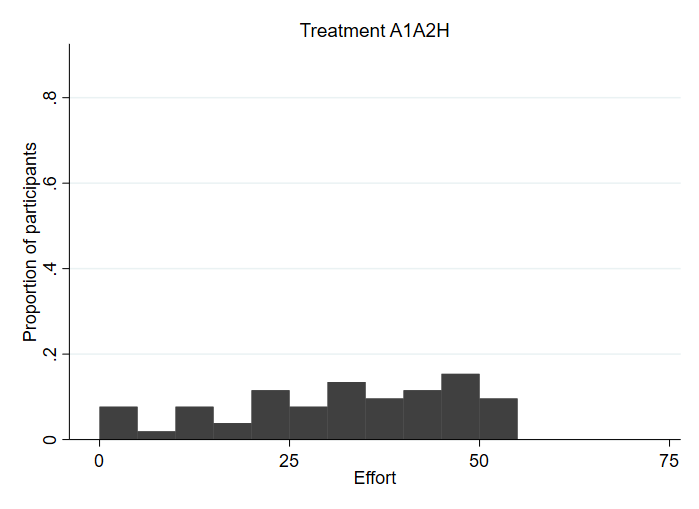 Treatment A1A2H
Proportion of participants
.8
.6
.4
.2
0
0 25 50 75
Effort